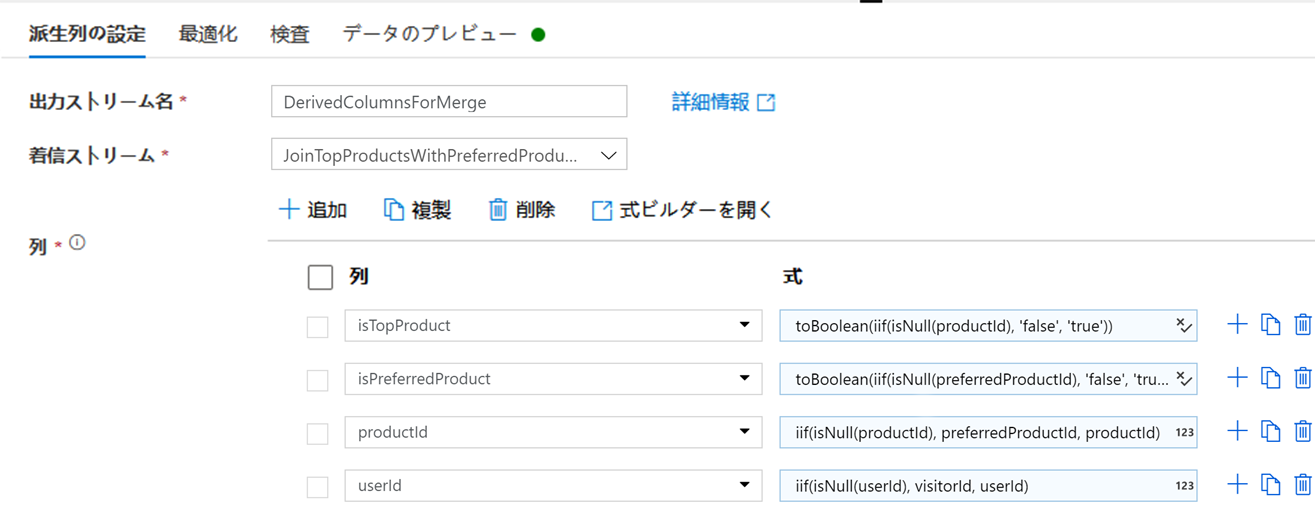 派生列の設定 最適化 検査 データのプレビュー
出力ストリーム名 * DerivedColumnsForMerge 詳細情報
着信ストリーム * JoinTopProductsWithPreferredProdu...
追加 複製 削除 式ビルダーを開く
列 *
列 式
isTopProduct toBoolean(iif(isNull(productId), 'false', 'true'))
isPreferredProduct toBoolean(iif(isNull(preferredProductId), 'false', 'tru...
productId iif(isNull(productId), preferredProductId, productId) 123
userId iif(isNull(userId), visitorId, userId) 123